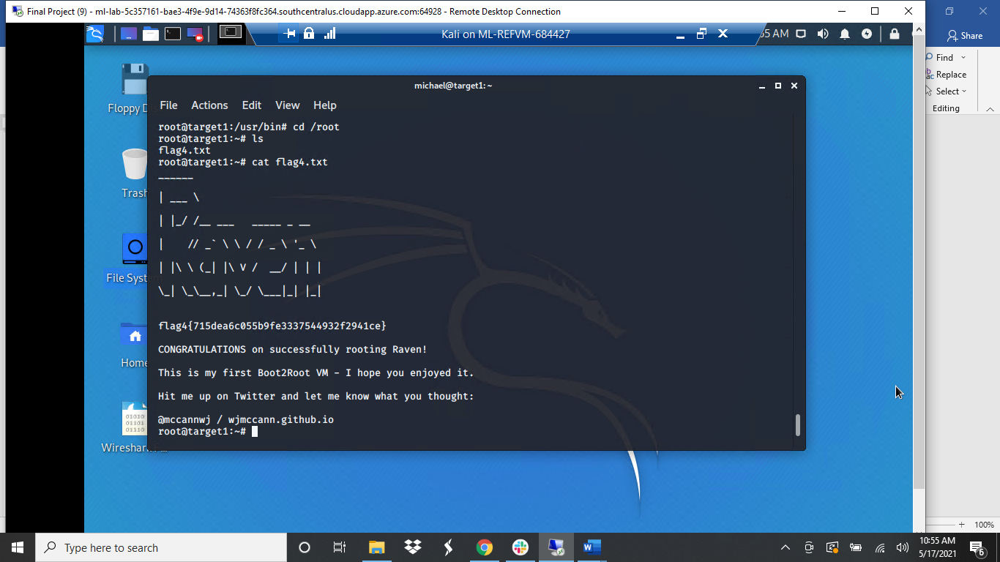 Final Project (9) - ml-lab-5c357161-bae3-4f9e-9d14-74363f8fc364.southcentralus.cloudapp.azure.com:64928 - Remote Desktop Connection
Kali on ML-REFVM-684427
55 AM
Share
Find
Replace
Select
Editing
michael@target1: ~
File Actions Edit View Help
Floppy D
Trash
File Syst
Home
Wireshar
root@target1:/usr/bin# cd /root
root@target1:~# ls
flag4.txt
root@target1:~# cat flag4.txt
______
| ___ \
| |_/ /__ ___   _____ _ __
|    // _` \ \ / / _ \ '_ \
| |\ \ (_| |\ V /  __/ | | |
\_| \_\__,_| \_/ \___|_| |_|
flag4{715dea6c055b9fe3337544932f2941ce}
CONGRATULATIONS on successfully rooting Raven!
This is my first Boot2Root VM - I hope you enjoyed it.
Hit me up on Twitter and let me know what you thought:
@mccannwj / wjmccann.github.io
root@target1:~#
100%
Type here to search
10:55 AM
5/17/2021
6